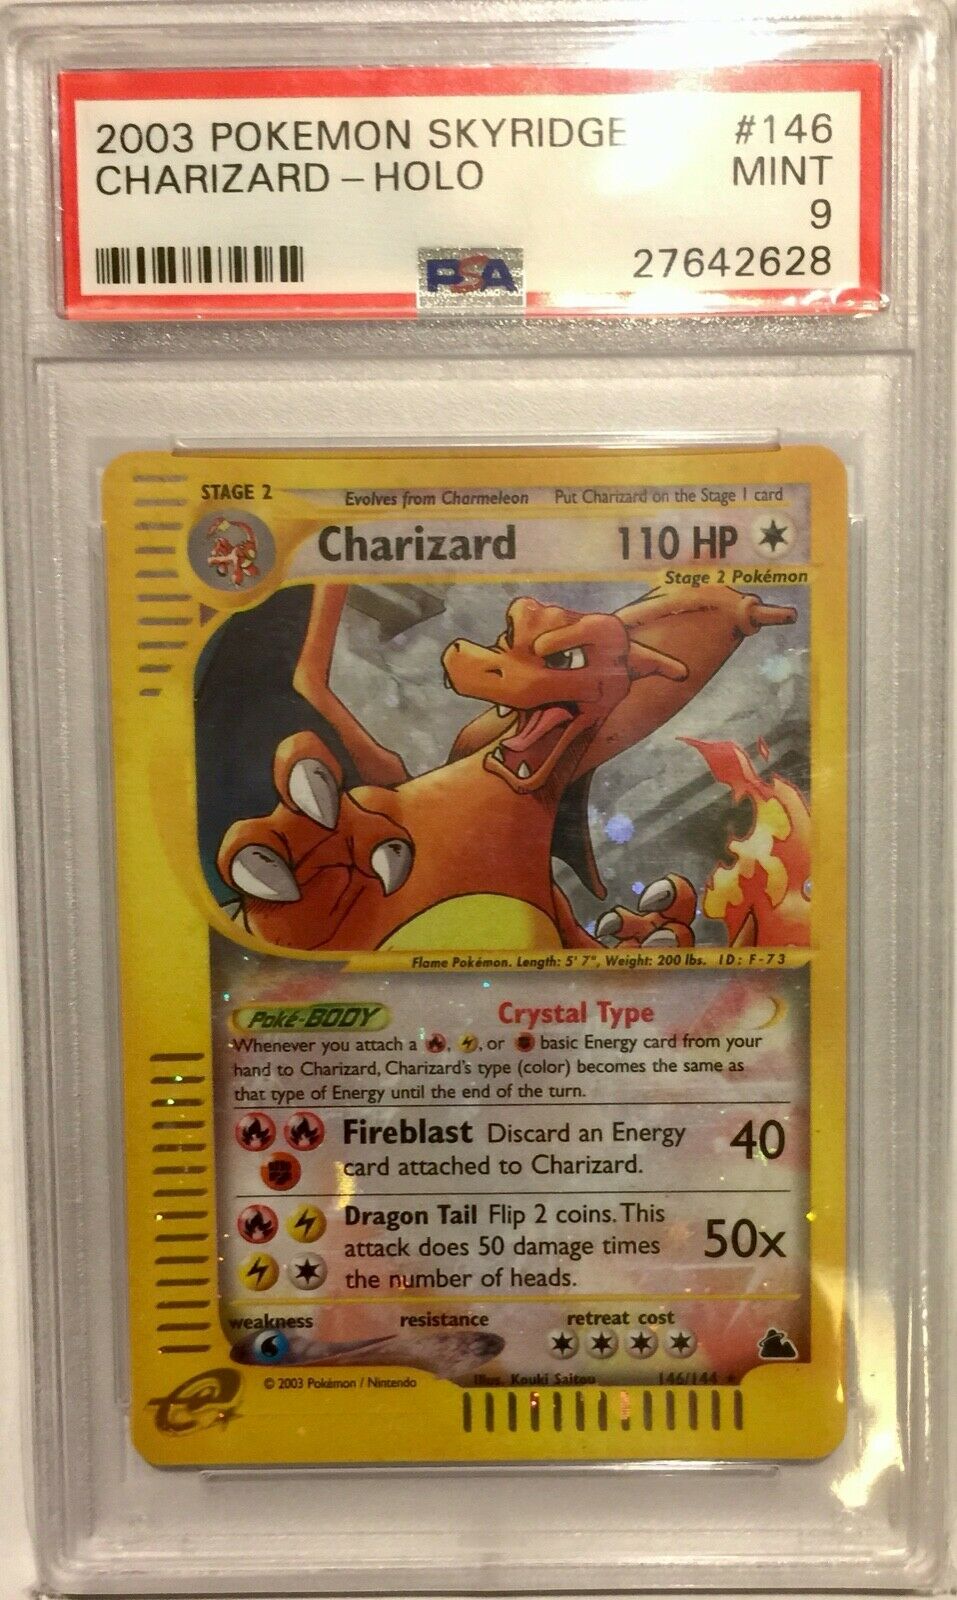 2003 POKEMON SKYRIDGE #146
CHARIZARD – HOLO MINT
9
PSA 27642628
STAGE 2 Evolves from Charmeleon Put Charizard on the Stage 1 card
Charizard 110 HP
Stage 2 Pokémon
Flame Pokémon. Length: 5' 7", Weight: 200 lbs. ID: F-73
Poké-BODY Crystal Type
Whenever you attach a , , or basic Energy card from your
hand to Charizard, Charizard's type (color) becomes the same as
that type of Energy until the end of the turn.
Fireblast Discard an Energy 40
card attached to Charizard.
Dragon Tail Flip 2 coins. This
attack does 50 damage times 50x
the number of heads.
weakness resistance retreat cost
© 2003 Pokémon / Nintendo Illus. Kouki Saitou 146/144
e